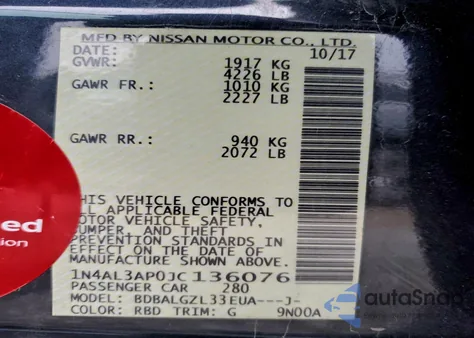 MFD BY NISSAN MOTOR CO., LTD.
DATE: 10/17
GVWR: 1917 KG
4226 LB
GAWR FR.: 1010 KG
2227 LB
GAWR RR.: 940 KG
2072 LB
HIS VEHICLE CONFORMS TO
LL APPLICABLE FEDERAL
OTOR VEHICLE SAFETY,
UMPER, AND THEFT
PREVENTION STANDARDS IN
EFFECT ON THE DATE OF
MANUFACTURE SHOWN ABOVE.
1N4AL3AP0JC136076
PASSENGER CAR 280
MODEL: BDBALGZL33EUA---J-
COLOR: RBD TRIM: G 9N00A
ed
ion
autoSnap